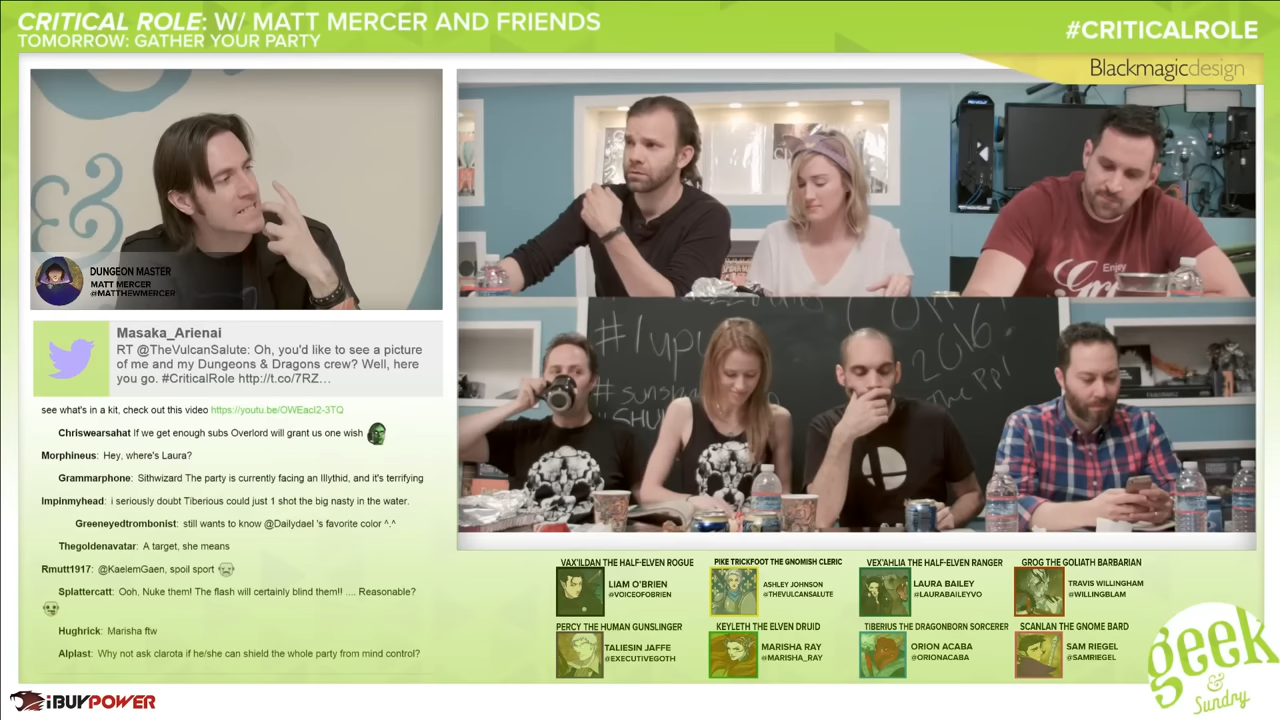 CRITICAL ROLE: W/ MATT MERCER AND FRIENDS
TOMORROW: GATHER YOUR PARTY
#CRITICALROLE
Blackmagicdesign
DUNGEON MASTER
MATT MERCER
@MATTHEWMERCER
Enjoy
Masaka_Arienai
RT @TheVulcanSalute: Oh, you'd like to see a picture
of me and my Dungeons & Dragons crew? Well, here
you go. #CriticalRole http://t.co/7RZ…
2016
see what's in a kit, check out this video https://youtu.be/OWEacI2-3TQ
Chriswearsahat If we get enough subs Overlord will grant us one wish
Morphineus: Hey, where's Laura?
Grammarphone: Sithwizard The party is currently facing an Illythid, and it's terrifying
Impinmyhead: i seriously doubt Tiberious could just 1 shot the big nasty in the water.
Greeneyedtrombonist: still wants to know @Dailydael 's favorite color ^.^
Thegoldenavatar: A target, she means
Rmutt1917: @KaelemGaen, spoil sport
Splattercatt: Ooh, Nuke them! The flash will certainly blind them!! .... Reasonable?
Hughrick: Marisha ftw
Alplast: Why not ask clarota if he/she can shield the whole party from mind control?
VAX'ILDAN THE HALF-ELVEN ROGUE
LIAM O'BRIEN
@VOICEOFOBRIEN
PIKE TRICKFOOT THE GNOMISH CLERIC
ASHLEY JOHNSON
@THEVULCANSALUTE
VEX'AHLIA THE HALF-ELVEN RANGER
LAURA BAILEY
@LAURABAILEYVO
GROG THE GOLIATH BARBARIAN
TRAVIS WILLINGHAM
@WILLINGBLAM
PERCY THE HUMAN GUNSLINGER
TALIESIN JAFFE
@EXECUTIVEGOTH
KEYLETH THE ELVEN DRUID
MARISHA RAY
@MARISHA_RAY
TIBERIUS THE DRAGONBORN SORCERER
ORION ACABA
@ORIONACABA
SCANLAN THE GNOME BARD
SAM RIEGEL
@SAMRIEGEL
geek
&
Sundry
iBUYPOWER